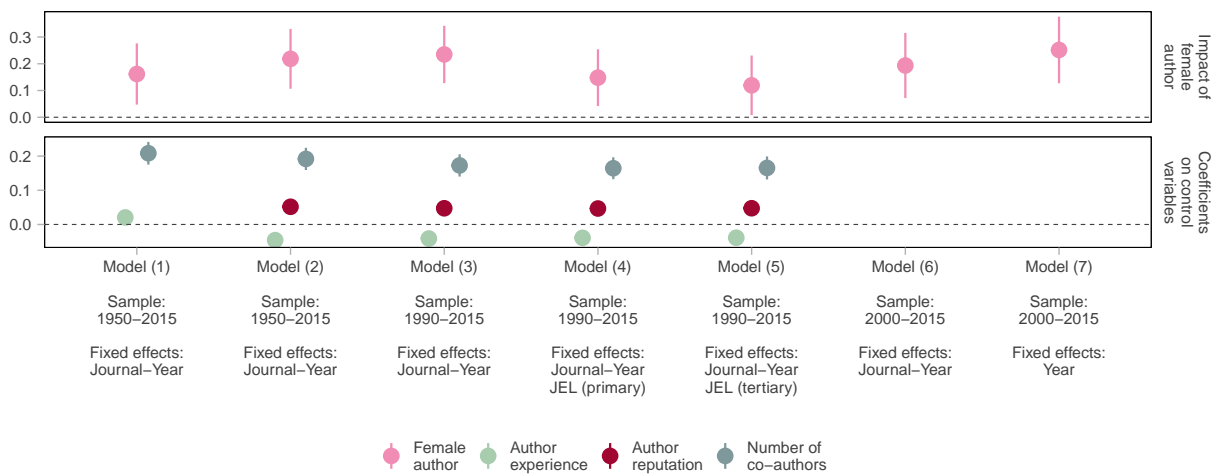 0.3
0.2
0.1
0.0
Impact of
female
author
0.2
0.1
0.0
Coefficients
on control
variables
Model (1)
Sample:
1950−2015
Fixed effects:
Journal−Year
Model (2)
Sample:
1950−2015
Fixed effects:
Journal−Year
Model (3)
Sample:
1990−2015
Fixed effects:
Journal−Year
Model (4)
Sample:
1990−2015
Fixed effects:
Journal−Year
JEL (primary)
Model (5)
Sample:
1990−2015
Fixed effects:
Journal−Year
JEL (tertiary)
Model (6)
Sample:
2000−2015
Fixed effects:
Journal−Year
Model (7)
Sample:
2000−2015
Fixed effects:
Year
Female
author
Author
experience
Author
reputation
Number of
co−authors